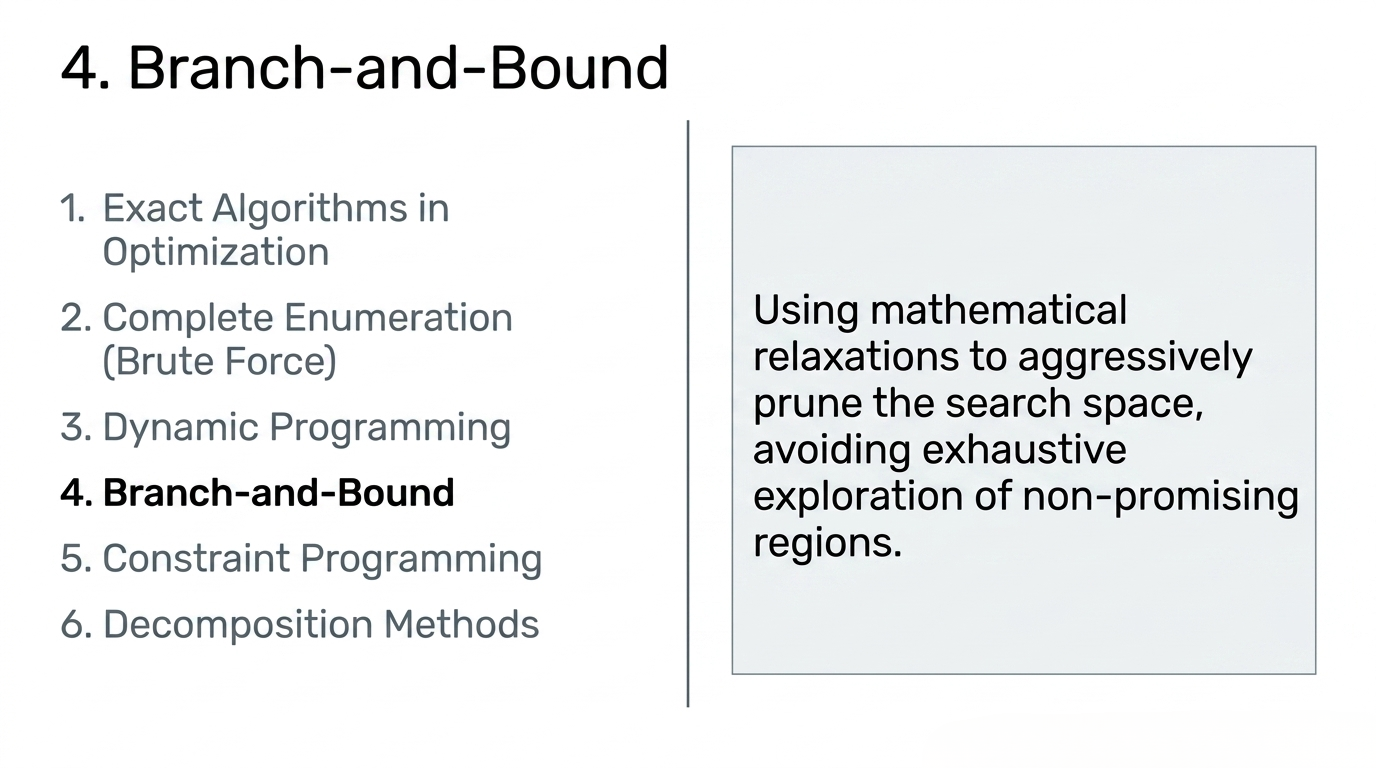 4. Branch-and-Bound
1. Exact Algorithms in
Optimization
2. Complete Enumeration
(Brute Force)
3. Dynamic Programming
4. Branch-and-Bound
5. Constraint Programming
6. Decomposition Methods
Using mathematical
relaxations to aggressively
prune the search space,
avoiding exhaustive
exploration of non-promising
regions.